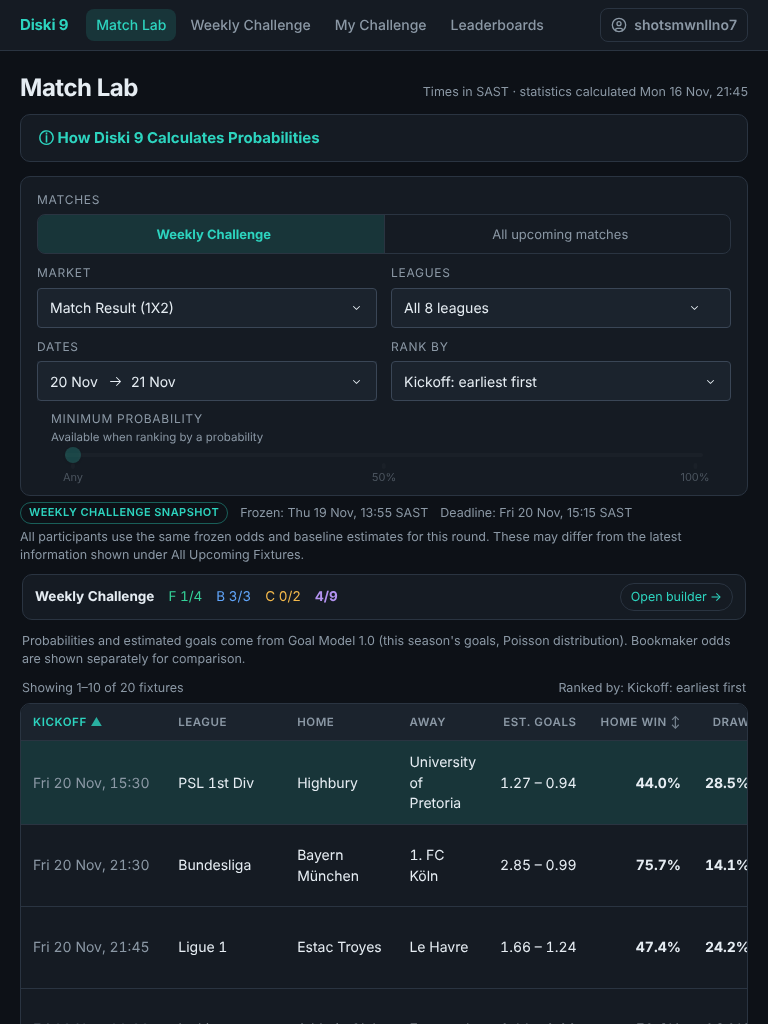 Diski 9 Match Lab Weekly Challenge My Challenge Leaderboards shotsmwnllno7
Match Lab
Times in SAST · statistics calculated Mon 16 Nov, 21:45
ⓘ How Diski 9 Calculates Probabilities
MATCHES
Weekly Challenge All upcoming matches
MARKET LEAGUES
Match Result (1X2) All 8 leagues
DATES RANK BY
20 Nov → 21 Nov Kickoff: earliest first
MINIMUM PROBABILITY
Available when ranking by a probability
Any 50% 100%
WEEKLY CHALLENGE SNAPSHOT Frozen: Thu 19 Nov, 13:55 SAST Deadline: Fri 20 Nov, 15:15 SAST
All participants use the same frozen odds and baseline estimates for this round. These may differ from the latest
information shown under All Upcoming Fixtures.
Weekly Challenge F 1/4 B 3/3 C 0/2 4/9 Open builder →
Probabilities and estimated goals come from Goal Model 1.0 (this season's goals, Poisson distribution). Bookmaker odds
are shown separately for comparison.
Showing 1–10 of 20 fixtures Ranked by: Kickoff: earliest first
KICKOFF ▲ LEAGUE HOME AWAY EST. GOALS HOME WIN ↕ DRAW
Fri 20 Nov, 15:30 PSL 1st Div Highbury University of Pretoria 1.27 – 0.94 44.0% 28.5%
Fri 20 Nov, 21:30 Bundesliga Bayern München 1. FC Köln 2.85 – 0.99 75.7% 14.1%
Fri 20 Nov, 21:45 Ligue 1 Estac Troyes Le Havre 1.66 – 1.24 47.4% 24.2%